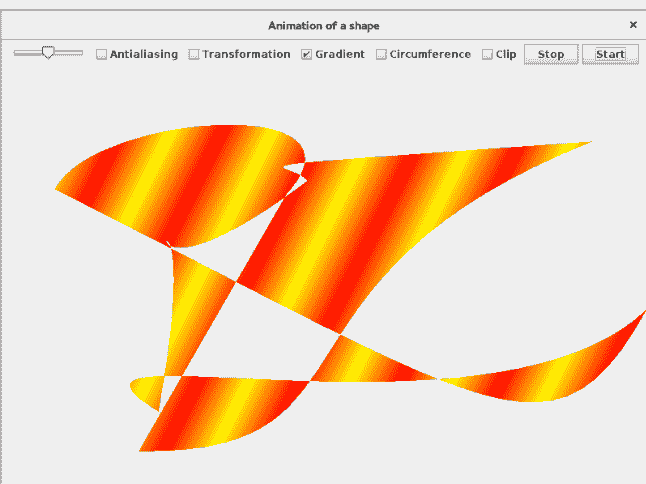 Animation of a shape ×
Antialiasing Transformation Gradient Circumference Clip Stop Start